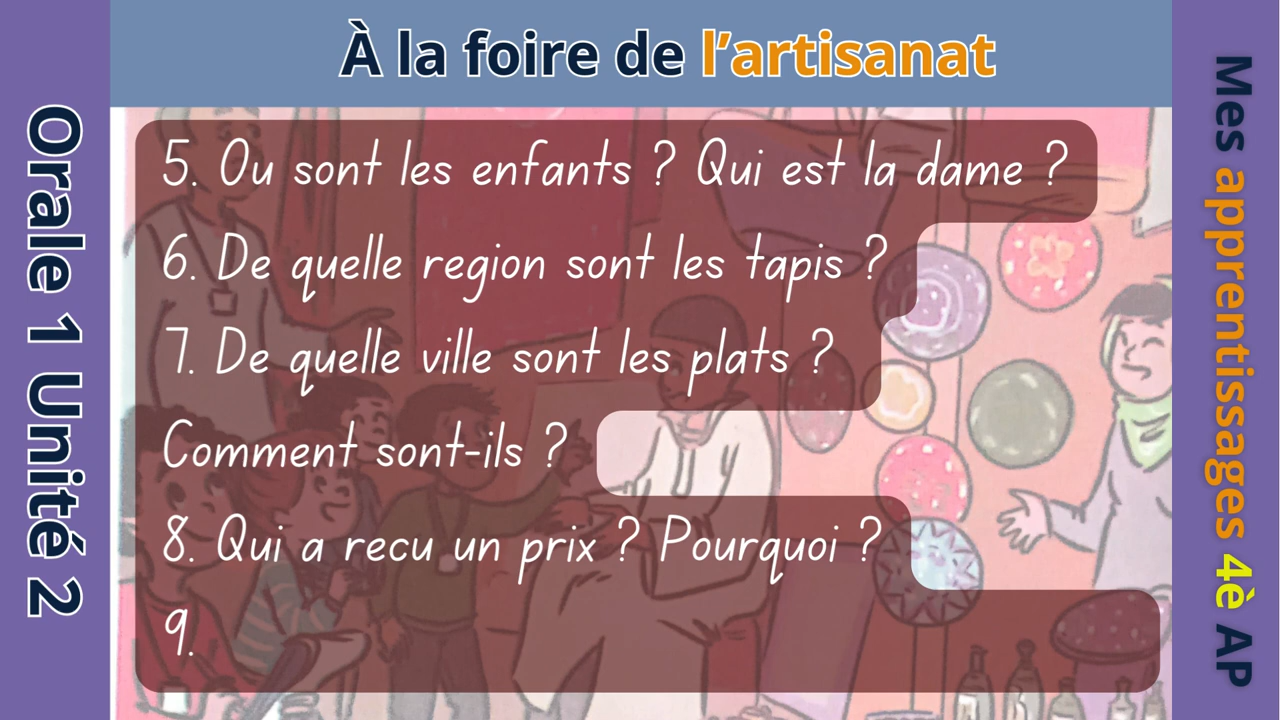 À la foire de l'artisanat
Orale 1 Unité 2
5. Ou sont les enfants ? Qui est la dame ?
6. De quelle region sont les tapis ?
7. De quelle ville sont les plats ?
Comment sont-ils ?
8. Qui a recu un prix ? Pourquoi ?
9.
Mes apprentissages 4è AP